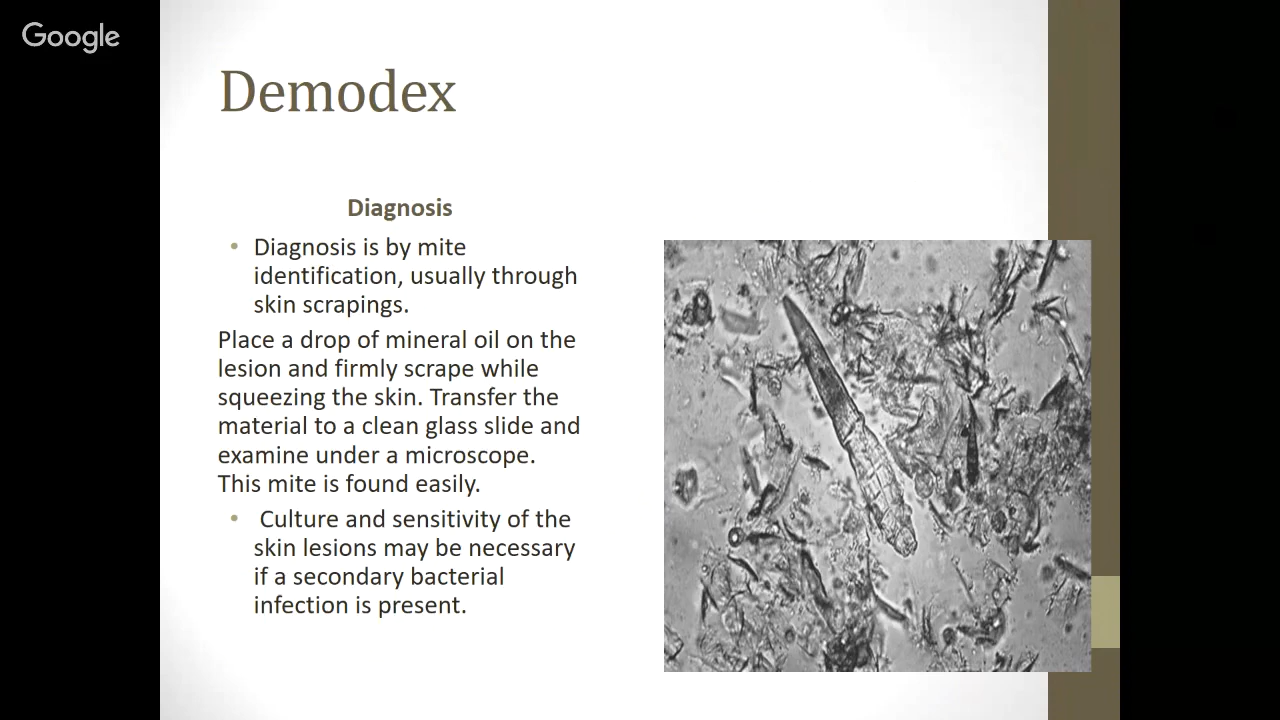 Google
Demodex
Diagnosis
• Diagnosis is by mite
identification, usually through
skin scrapings.
Place a drop of mineral oil on the
lesion and firmly scrape while
squeezing the skin. Transfer the
material to a clean glass slide and
examine under a microscope.
This mite is found easily.
• Culture and sensitivity of the
skin lesions may be necessary
if a secondary bacterial
infection is present.